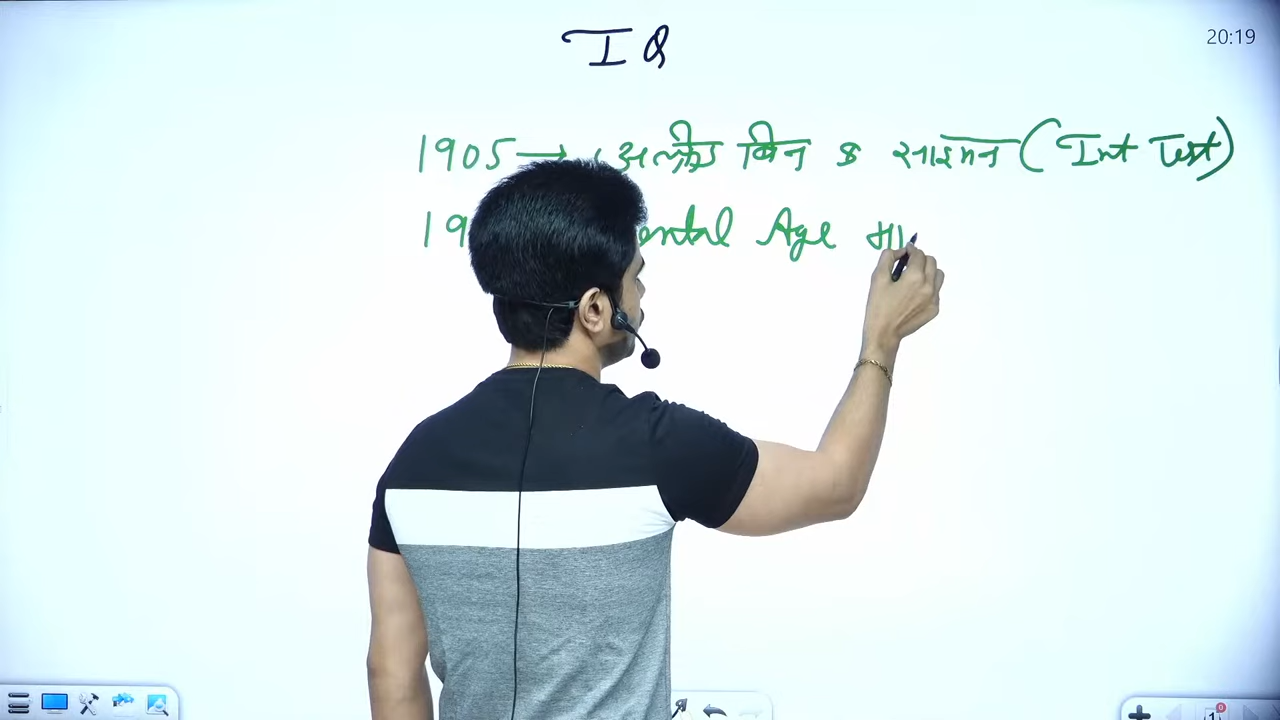 IQ
20:19
1905 → अल्फ्रेड बिने & साइमन (Int Test)
19 ental Age मा